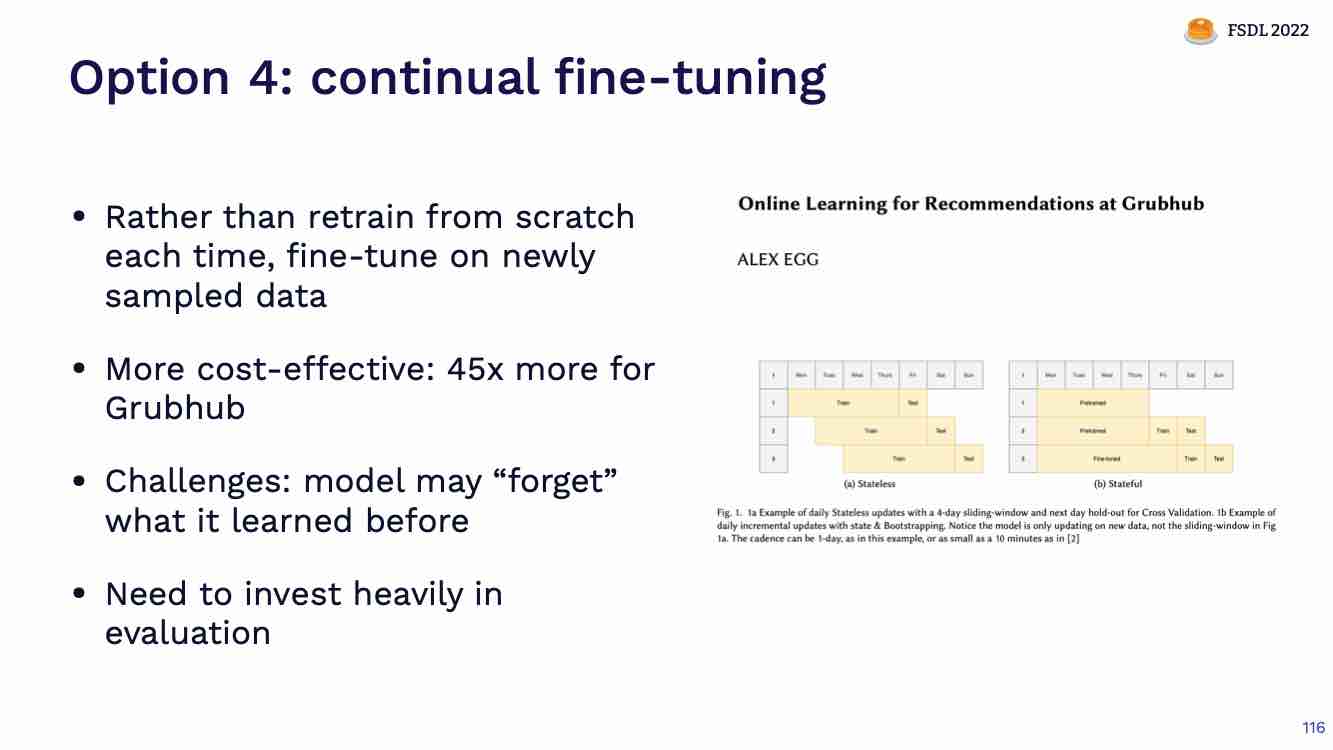 FSDL 2022
Option 4: continual fine-tuning
• Rather than retrain from scratch
each time, fine-tune on newly
sampled data
• More cost-effective: 45x more for
Grubhub
• Challenges: model may “forget”
what it learned before
• Need to invest heavily in
evaluation
Online Learning for Recommendations at Grubhub
ALEX EGG
Mon Tues Wed Thurs Fri Sat Sun
1 Train Test
2 Train Test
3 Train Test
(a) Stateless
Mon Tues Wed Thurs Fri Sat Sun
1 Pretrained
2 Pretrained Train Test
3 Fine-tuned Train Test
(b) Stateful
Fig. 1. 1a Example of daily Stateless updates with a 4-day sliding-window and next day hold-out for Cross Validation. 1b Example of
daily incremental updates with state & Bootstrapping. Notice the model is only updating on new data, not the sliding-window in Fig
1a. The cadence can be 1-day, as in this example, or as small as a 10 minutes as in [2]
116